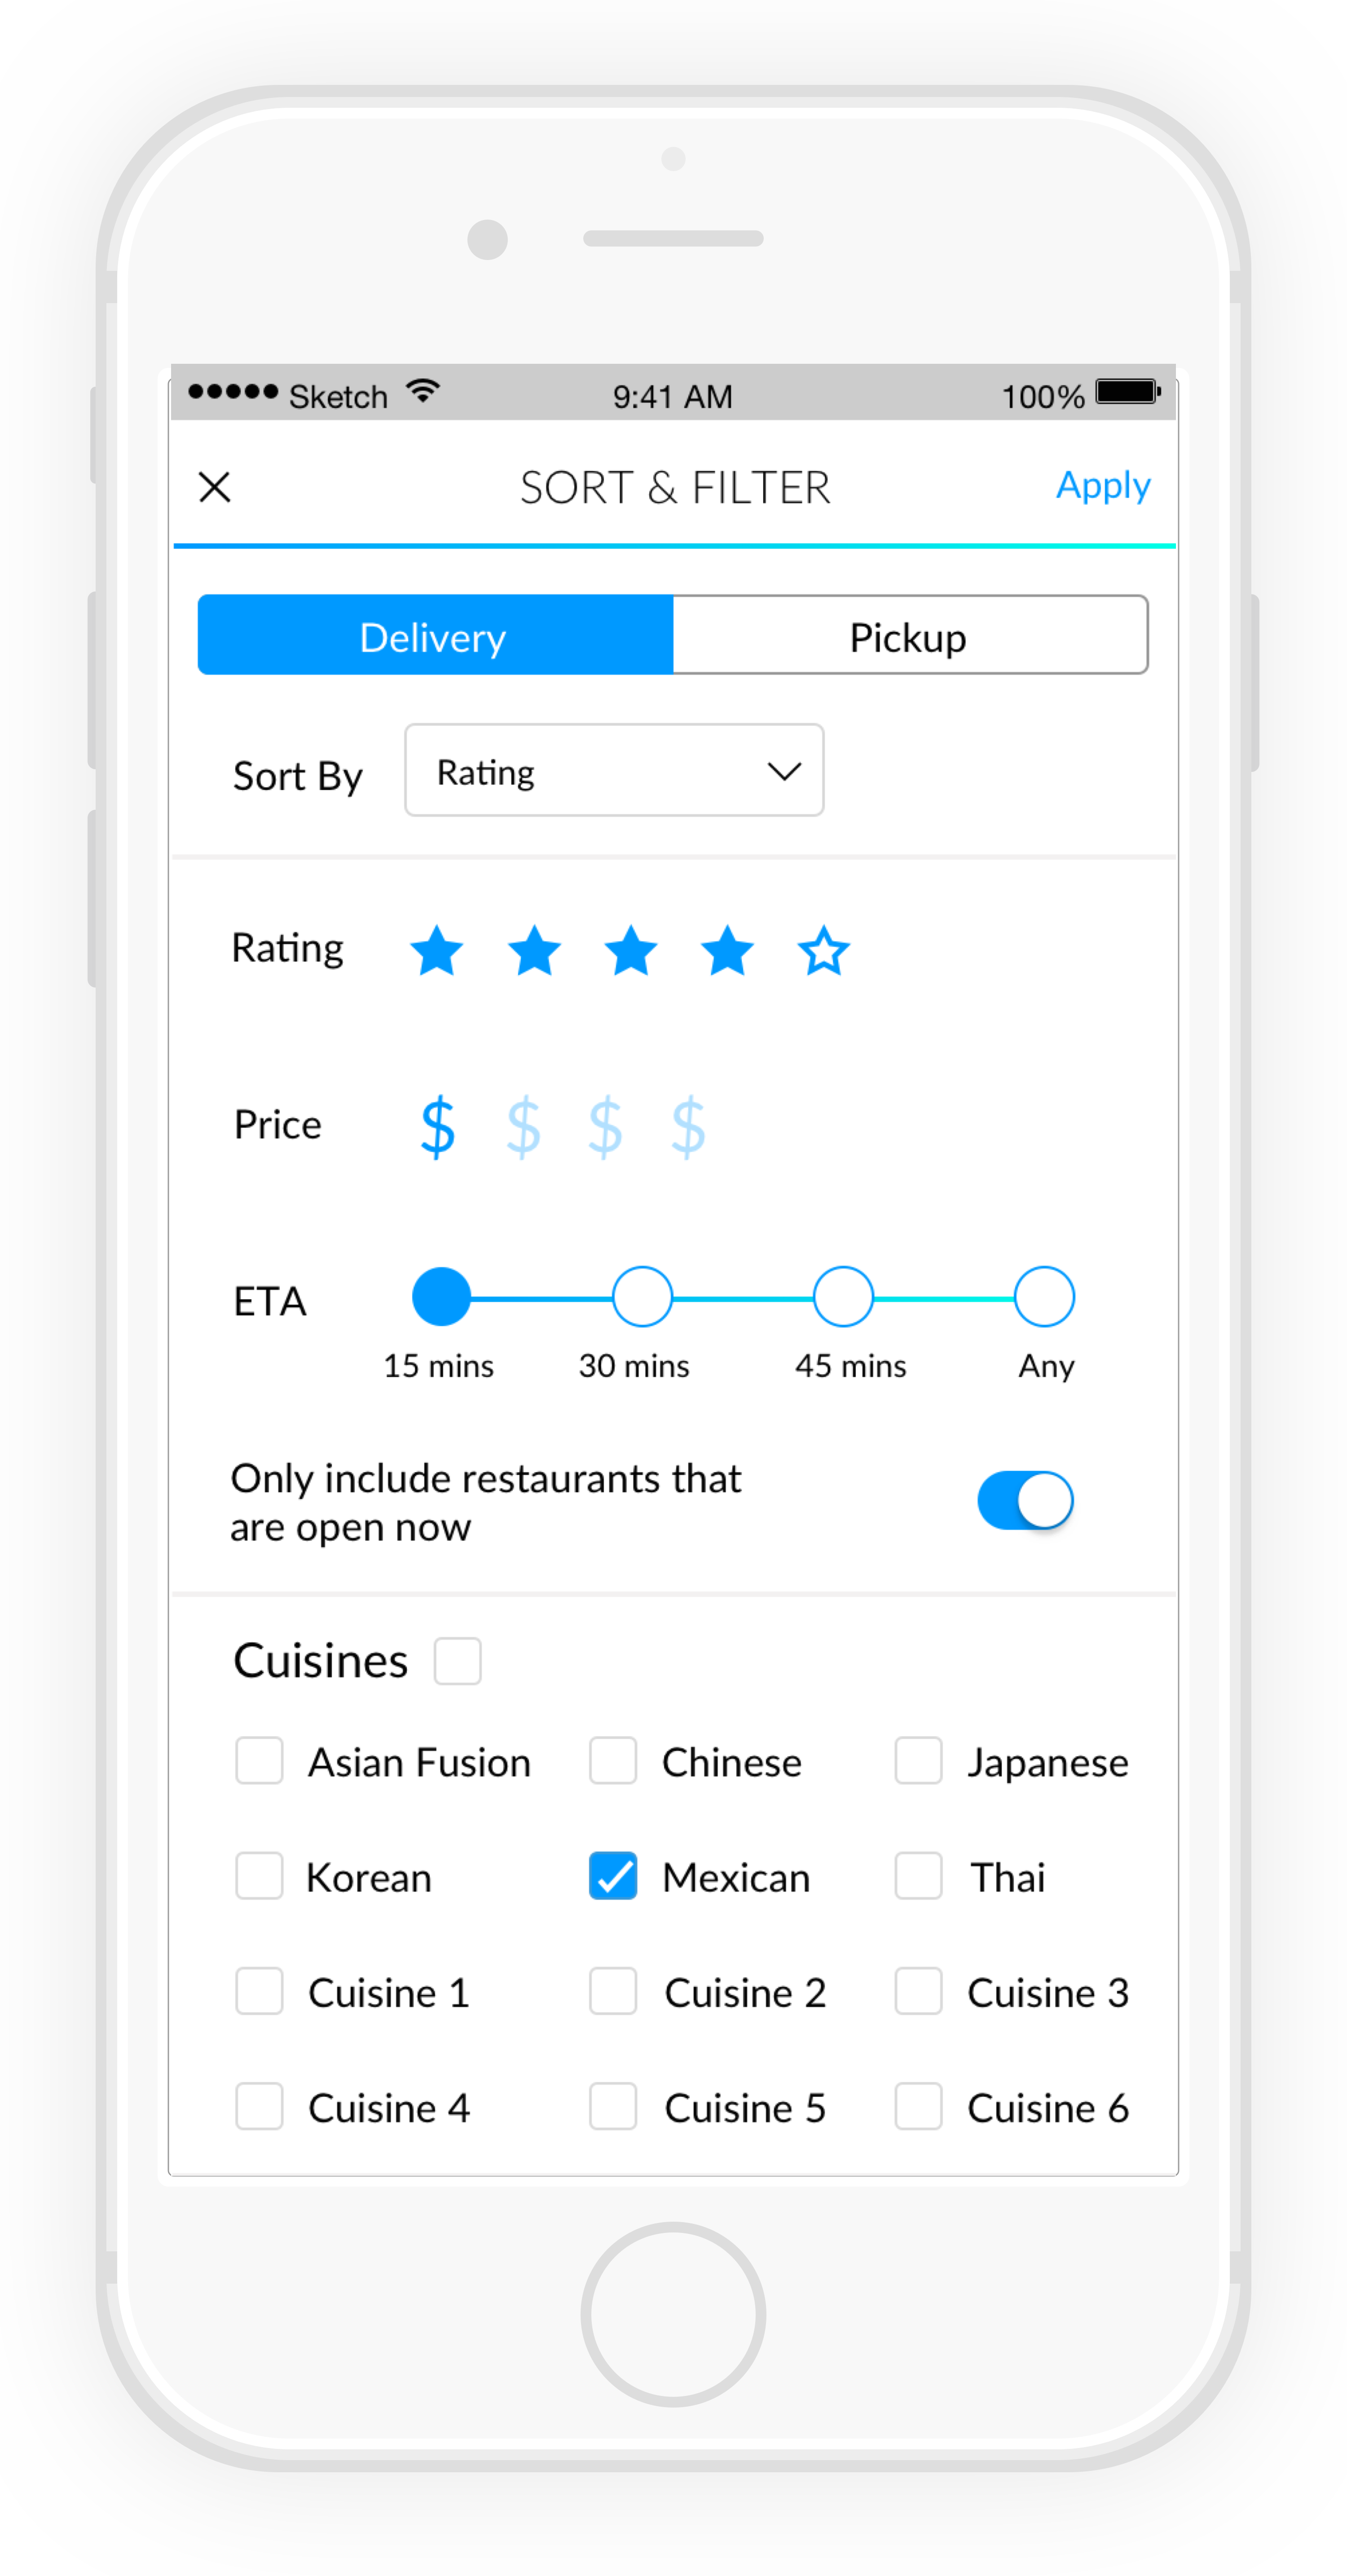 Sketch 9:41 AM 100%
SORT & FILTER Apply
Delivery Pickup
Sort By Rating
Rating
Price $ $ $ $
ETA
15 mins 30 mins 45 mins Any
Only include restaurants that
are open now
Cuisines
Asian Fusion Chinese Japanese
Korean Mexican Thai
Cuisine 1 Cuisine 2 Cuisine 3
Cuisine 4 Cuisine 5 Cuisine 6